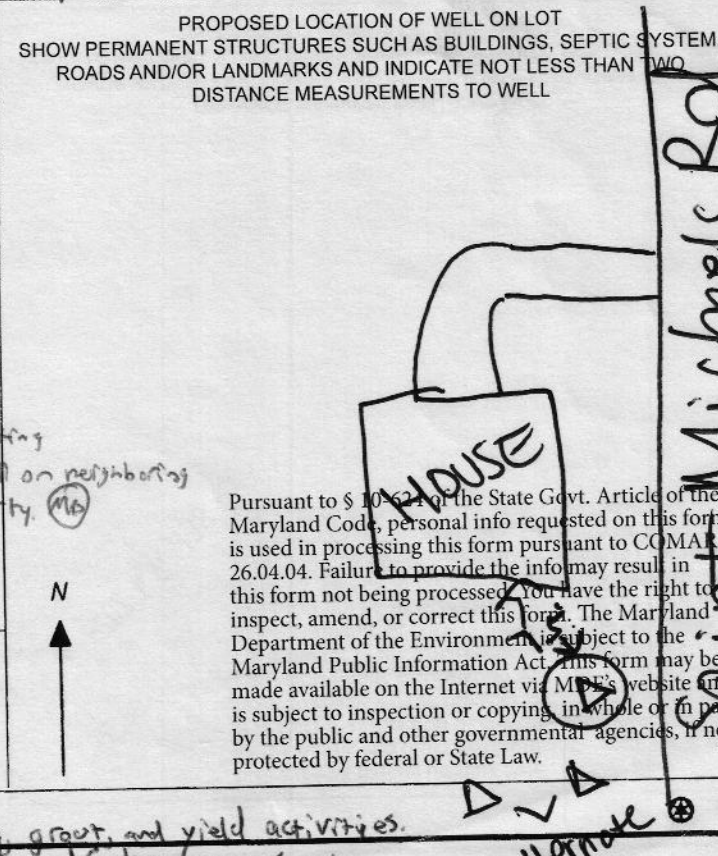 PROPOSED LOCATION OF WELL ON LOT
SHOW PERMANENT STRUCTURES SUCH AS BUILDINGS, SEPTIC SYSTEM
ROADS AND/OR LANDMARKS AND INDICATE NOT LESS THAN TWO
DISTANCE MEASUREMENTS TO WELL
on neighboring
MB
HOUSE
N
Pursuant to § 10-624 of the State Govt. Article of the
Maryland Code, personal info requested on this form
is used in processing this form pursuant to COMAR
26.04.04. Failure to provide the info may result in
this form not being processed. You have the right to
inspect, amend, or correct this form. The Maryland
Department of the Environment is subject to the
Maryland Public Information Act. This form may be
made available on the Internet via MDE's website an
is subject to inspection or copying, in whole or in pa
by the public and other governmental agencies, if no
protected by federal or State Law.
grout, and yield activities.